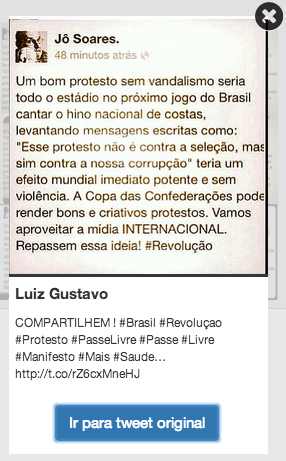 Jô Soares.
48 minutos atrás
Um bom protesto sem vandalismo seria
todo o estádio no próximo jogo do Brasil
cantar o hino nacional de costas,
levantando mensagens escritas como:
"Esse protesto não é contra a seleção, mas
sim contra a nossa corrupção" teria um
efeito mundial imediato potente e sem
violência. A Copa das Confederações pode
render bons e criativos protestos. Vamos
aproveitar a mídia INTERNACIONAL.
Repassem essa ideia! #Revolução
Luiz Gustavo
COMPARTILHEM ! #Brasil #Revoluçao
#Protesto #PasseLivre #Passe #Livre
#Manifesto #Mais #Saude…
http://t.co/rZ6cxMneHJ
Ir para tweet original